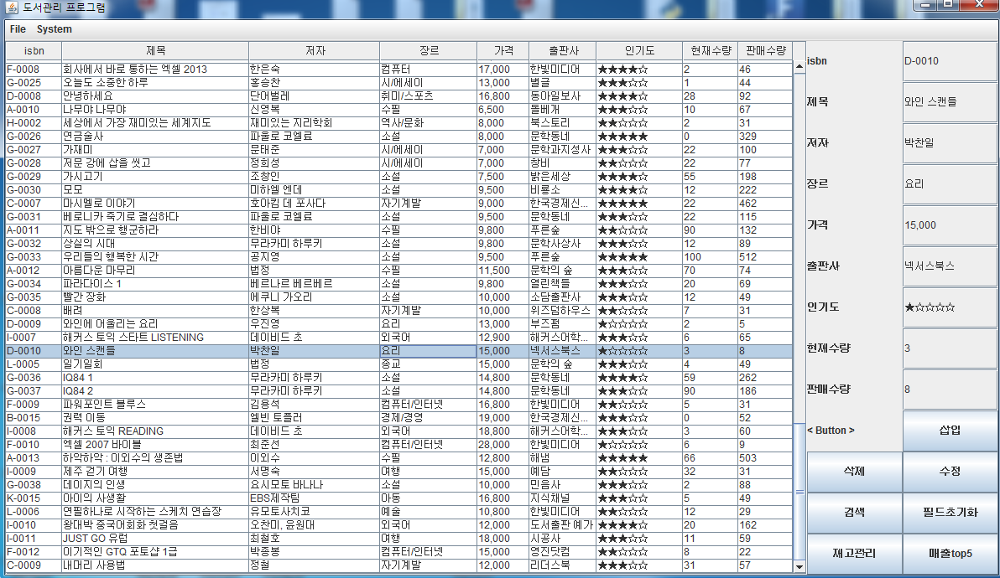 도서관리 프로그램
File System
isbn 제목 저자 장르 가격 출판사 인기도 현재수량 판매수량
F-0008 회사에서 바로 통하는 엑셀 2013 한은숙 컴퓨터 17,000 한빛미디어 ★★★★☆ 2 46
G-0025 오늘도 소중한 하루 홍승찬 시/에세이 13,000 별글 ★★★☆☆ 1 44
D-0008 안녕하세요 단어벌레 취미/스포츠 16,800 동아일보사 ★★★★☆ 28 92
A-0010 나무야 나무야 신영복 수필 6,500 돌베개 ★★★☆☆ 10 67
H-0002 세상에서 가장 재미있는 세계지도 재미있는 지리학회 역사/문화 8,000 북스토리 ★★☆☆☆ 2 31
G-0026 연금술사 파울로 코엘료 소설 8,000 문학동네 ★★★★★ 0 329
G-0027 가재미 문태준 시/에세이 7,000 문학과지성사 ★★★☆☆ 22 100
G-0028 저문 강에 삽을 씻고 정희성 시/에세이 7,000 창비 ★★☆☆☆ 22 77
G-0029 가시고기 조창인 소설 7,500 밝은세상 ★★★★☆ 55 198
G-0030 모모 미하엘 엔데 소설 9,500 비룡소 ★★★★☆ 12 222
C-0007 마시멜로 이야기 호아킴 데 포사다 자기계발 9,000 한국경제신... ★★★★★ 22 462
G-0031 베로니카 죽기로 결심하다 파울로 코엘료 소설 9,500 문학동네 ★★★☆☆ 22 115
A-0011 지도 밖으로 행군하라 한비야 수필 9,800 푸른숲 ★★☆☆☆ 90 132
G-0032 상실의 시대 무라카미 하루키 소설 9,800 문학사상사 ★★★☆☆ 12 89
G-0033 우리들의 행복한 시간 공지영 소설 9,500 푸른숲 ★★★★★ 100 512
A-0012 아름다운 마무리 법정 수필 11,500 문학의 숲 ★★★☆☆ 70 74
G-0034 파라다이스 1 베르나르 베르베르 소설 9,800 열린책들 ★★★☆☆ 20 69
G-0035 빨간 장화 에쿠니 가오리 소설 10,000 소담출판사 ★★★☆☆ 12 49
C-0008 배려 한상복 자기계발 10,000 위즈덤하우스 ★★☆☆☆ 7 31
D-0009 와인에 어울리는 요리 우진영 요리 13,000 부즈펌 ★☆☆☆☆ 2 5
I-0007 해커스 토익 스타트 LISTENING 데이비드 초 외국어 12,900 해커스어학... ★★★☆☆ 6 65
D-0010 와인 스캔들 박찬일 요리 15,000 넥서스북스 ★☆☆☆☆ 3 8
L-0005 일기일회 법정 종교 15,000 문학의 숲 ★★★☆☆ 4 49
G-0036 IQ84 1 무라카미 하루키 소설 14,800 문학동네 ★★★★☆ 59 262
G-0037 IQ84 2 무라카미 하루키 소설 14,800 문학동네 ★★★★☆ 90 186
F-0009 파워포인트 블루스 김용석 컴퓨터/인터넷 16,800 한빛미디어 ★★☆☆☆ 5 31
B-0015 권력 이동 엘빈 토플러 경제/경영 19,000 한국경제신... ★★★☆☆ 0 52
I-0008 해커스 토익 READING 데이비드 초 외국어 18,800 해커스어학... ★★★☆☆ 3 60
F-0010 엑셀 2007 바이블 최준선 컴퓨터/인터넷 28,000 한빛미디어 ★☆☆☆☆ 6 9
A-0013 하악하악 : 이외수의 생존법 이외수 수필 12,800 해냄 ★★★★★ 66 503
I-0009 제주 걷기 여행 서명숙 여행 15,000 예담 ★★☆☆☆ 32 31
G-0038 데이지의 인생 요시모토 바나나 소설 10,000 민음사 ★★★☆☆ 2 88
K-0015 아이의 사생활 EBS제작팀 아동 16,800 지식채널 ★★☆☆☆ 5 49
L-0006 연필하나로 시작하는 스케치 연습장 유모토사치코 예술 10,800 한빛미디어 ★★☆☆☆ 12 29
I-0010 왕대박 중국어회화 첫걸음 오찬미, 윤원대 외국어 12,000 도서출판 예가 ★★★★☆ 20 162
I-0011 JUST GO 유럽 최철호 여행 18,000 시공사 ★★★☆☆ 11 59
F-0012 이기적인 GTQ 포토샵 1급 박종봉 컴퓨터/인터넷 15,000 영진닷컴 ★★☆☆☆ 8 22
C-0009 내머리 사용법 정철 자기계발 12,000 리더스북 ★★★☆☆ 31 57
isbn D-0010
제목 와인 스캔들
저자 박찬일
장르 요리
가격 15,000
출판사 넥서스북스
인기도 ★☆☆☆☆
현재수량 3
판매수량 8
< Button > 삽입
삭제 수정
검색 필드초기화
재고관리 매출top5